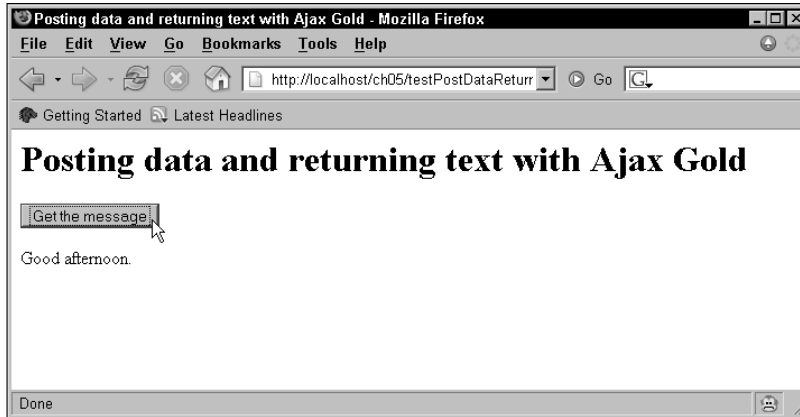 Posting data and returning text with Ajax Gold - Mozilla Firefox
File Edit View Go Bookmarks Tools Help
http://localhost/ch05/testPostDataReturr Go G
Getting Started Latest Headlines
Posting data and returning text with Ajax Gold
Get the message
Good afternoon.
Done